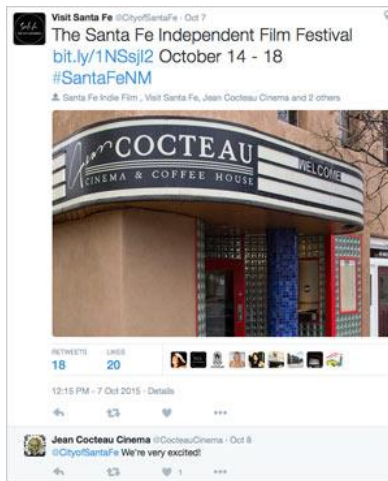 Visit Santa Fe @CityofSantaFe · Oct 7
The Santa Fe Independent Film Festival
bit.ly/1NSsjI2 October 14 - 18
#SantaFeNM
Santa Fe Indie Film, Visit Santa Fe, Jean Cocteau Cinema and 2 others
Jean COCTEAU
CINEMA & COFFEE HOUSE
WELCOME
RETWEETS LIKES
18 20
12:15 PM - 7 Oct 2015 · Details
Jean Cocteau Cinema @CocteauCinema · Oct 8
@CityofSantaFe We're very excited!
1